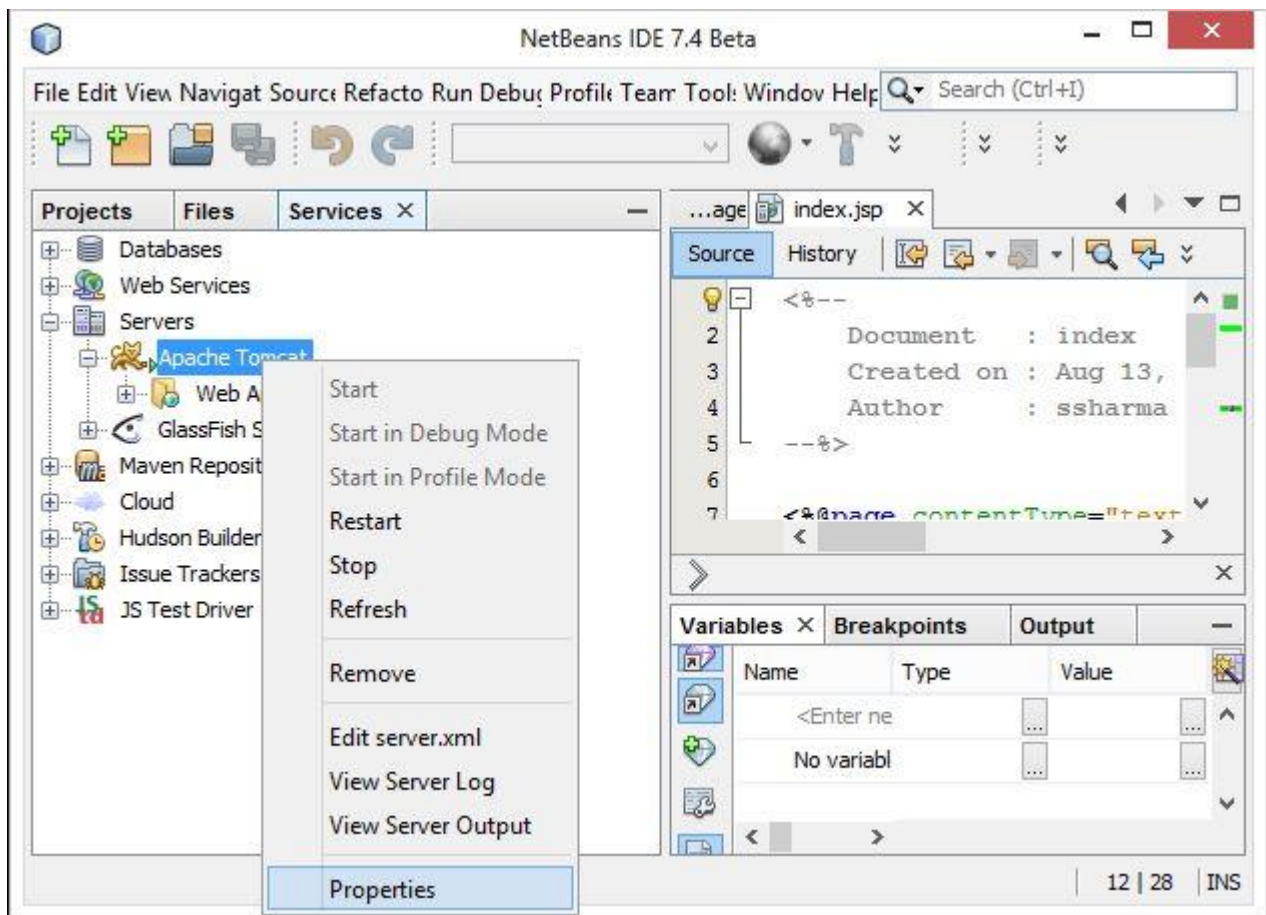 NetBeans IDE 7.4 Beta
File Edit View Navigat Source Refacto Run Debug Profile Team Tools Window Help Search (Ctrl+I)
Projects Files Services
Databases
Web Services
Servers
Apache Tomcat
Web A
GlassFish S
Maven Reposit
Cloud
Hudson Builder
Issue Trackers
JS Test Driver
Start
Start in Debug Mode
Start in Profile Mode
Restart
Stop
Refresh
Remove
Edit server.xml
View Server Log
View Server Output
Properties
...age index.jsp
Source History
<%--
2 Document : index
3 Created on : Aug 13,
4 Author : ssharma
5 --%>
6
7 <%@page contentType="text
Variables Breakpoints Output
Name Type Value
<Enter ne ... ...
No variabl ... ...
12 | 28 INS